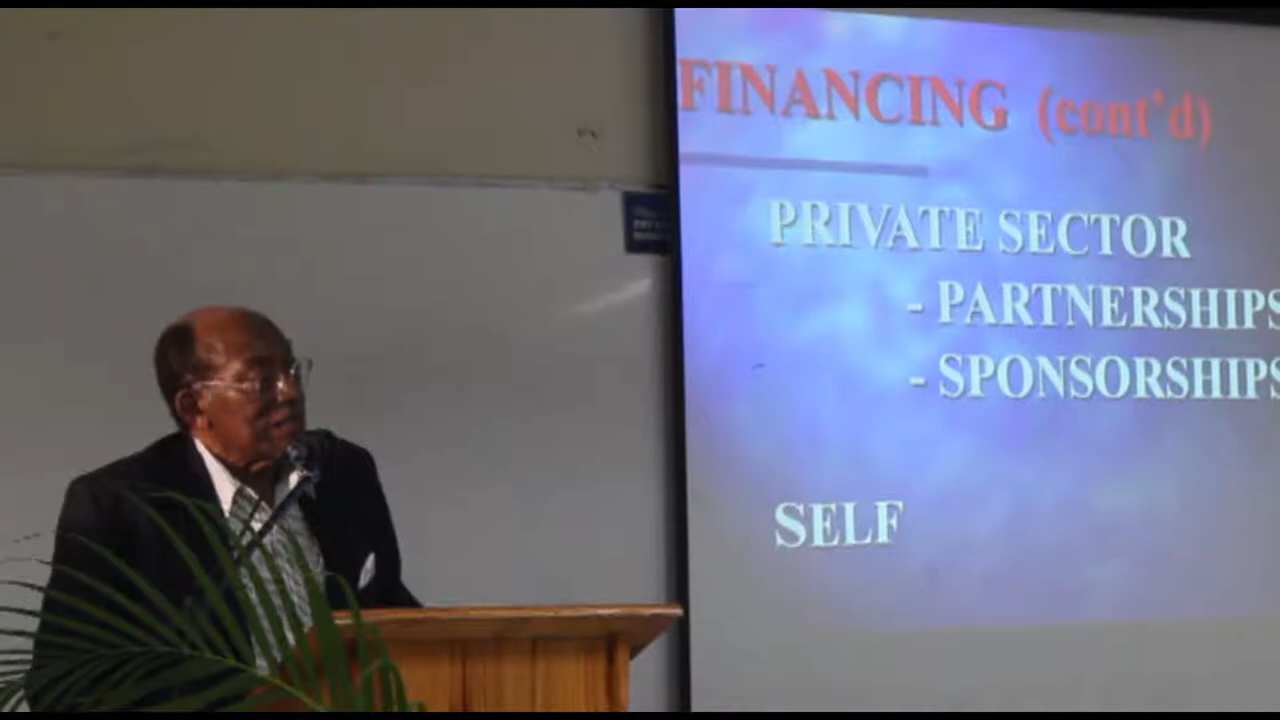 FINANCING (cont'd)
PRIVATE SECTOR
- PARTNERSHIPS
- SPONSORSHIPS
SELF